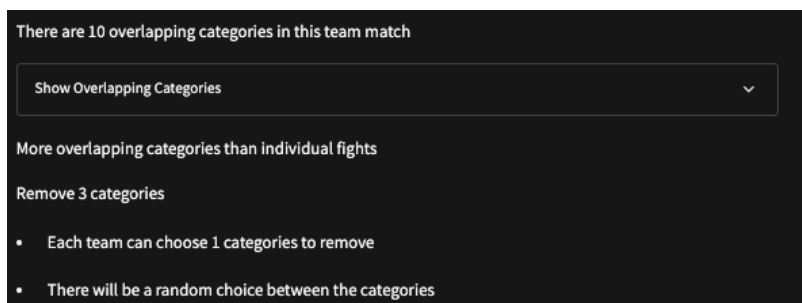 There are 10 overlapping categories in this team match
Show Overlapping Categories
More overlapping categories than individual fights
Remove 3 categories
• Each team can choose 1 categories to remove
• There will be a random choice between the categories